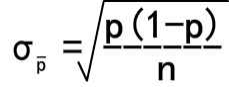 σ_p̅ = √(p(1-p)/n)